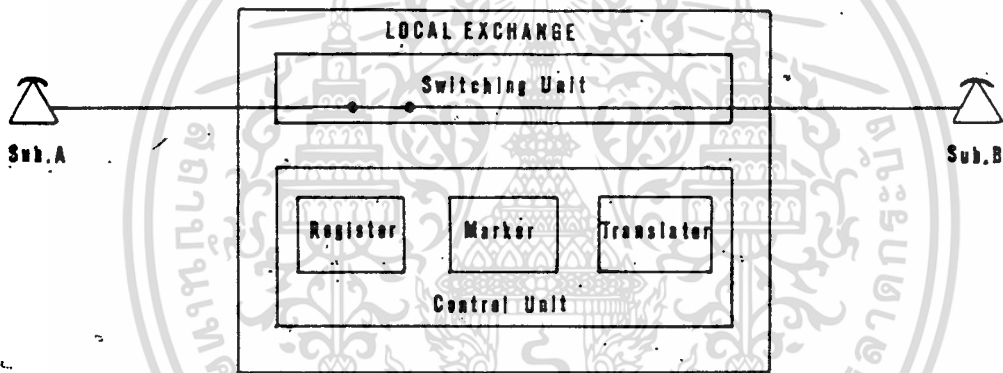 LOCAL EXCHANGE
Switching Unit
Sub.A
Sub.B
Register
Marker
Translater
Control Unit